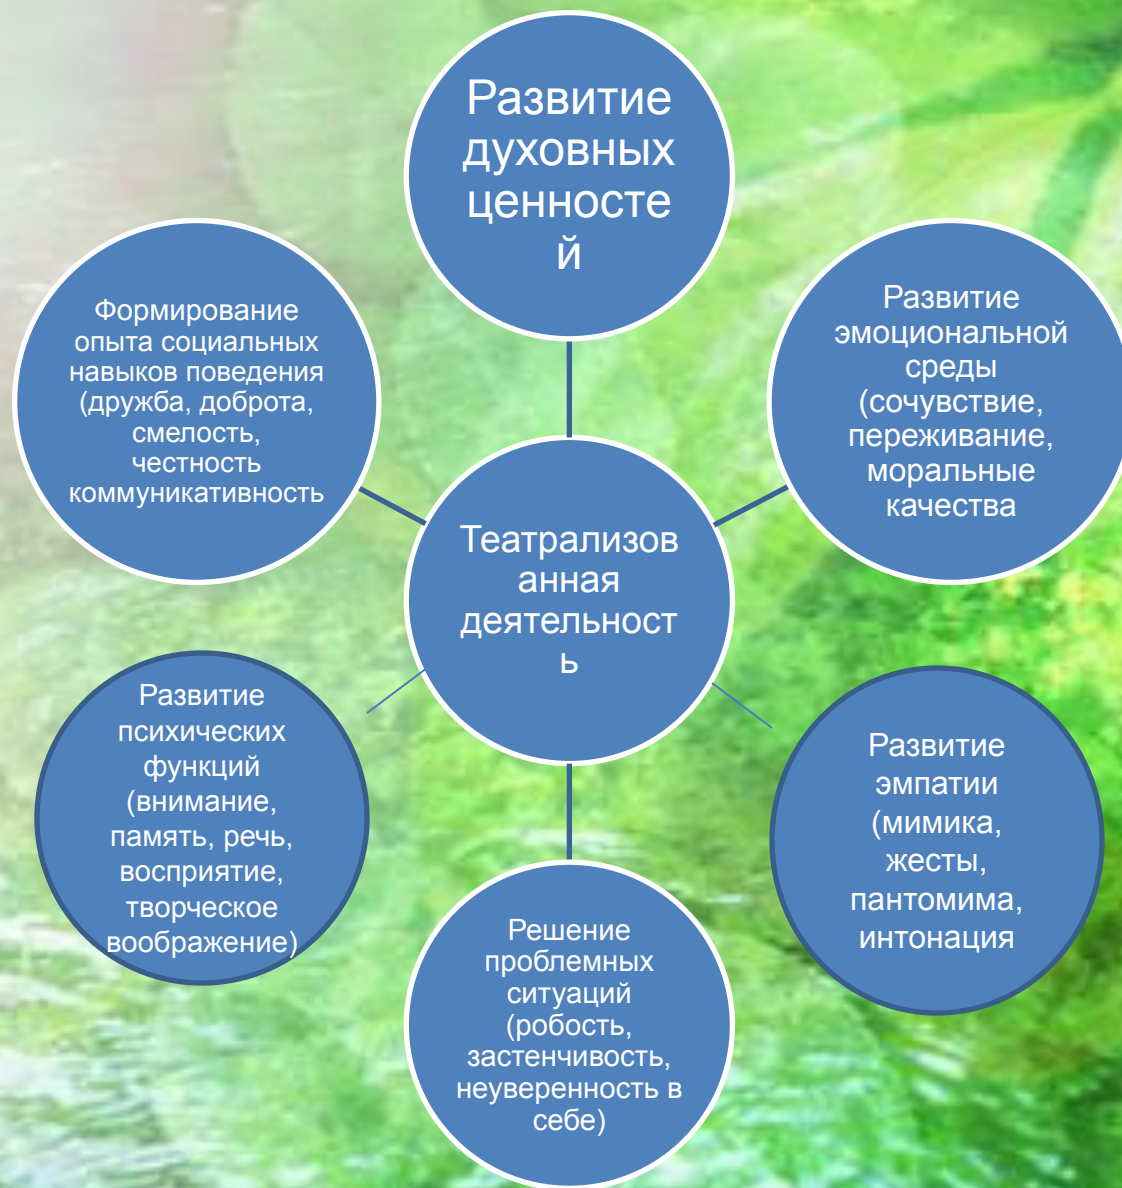 Развитие
духовных
ценносте
й
Формирование
опыта социальных
навыков поведения
(дружба, доброта,
смелость,
честность
коммуникативность
Развитие
эмоциональной
среды
(сочувствие,
переживание,
моральные
качества
Театрализов
анная
деятельност
ь
Развитие
психических
функций
(внимание,
память, речь,
восприятие,
творческое
воображение)
Развитие
эмпатии
(мимика,
жесты,
пантомима,
интонация
Решение
проблемных
ситуаций
(робость,
застенчивость,
неуверенность в
себе)